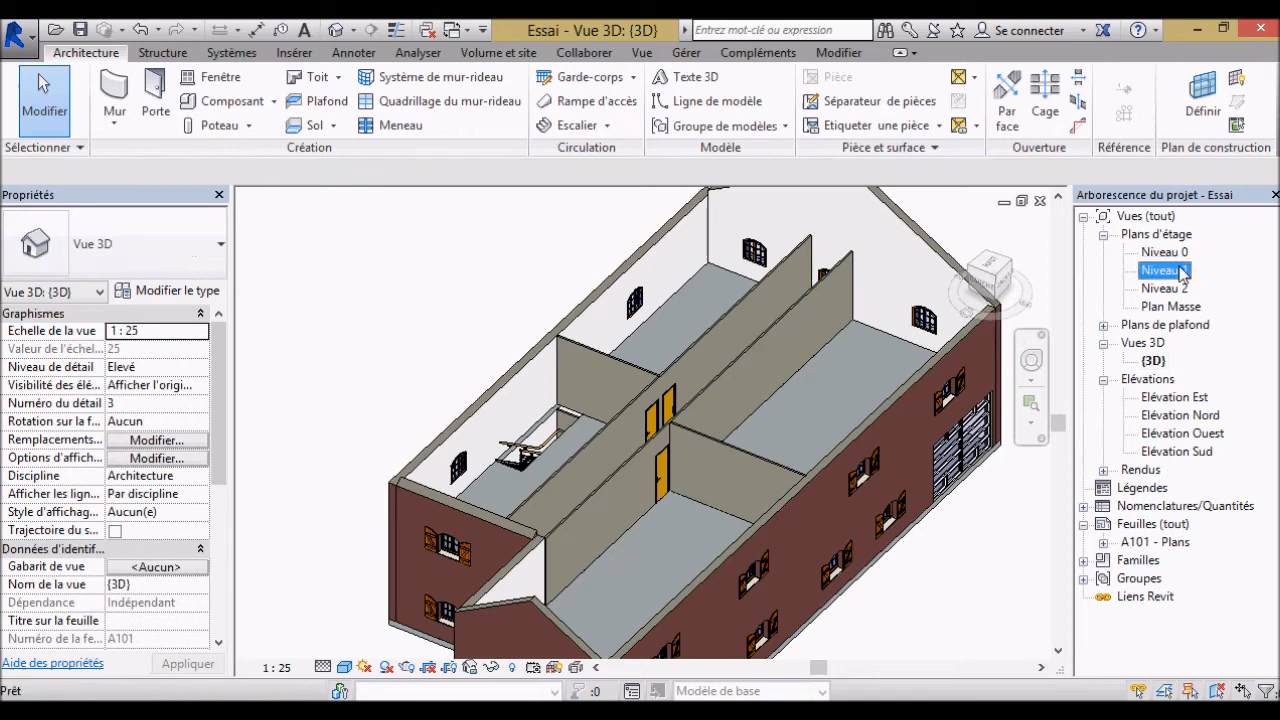 Essai - Vue 3D: {3D}
Entrez mot-clé ou expression
Se connecter
Architecture
Structure
Systèmes
Insérer
Annoter
Analyser
Volume et site
Collaborer
Vue
Gérer
Compléments
Modifier
Modifier
Mur
Porte
Fenêtre
Composant
Poteau
Toit
Plafond
Sol
Système de mur-rideau
Quadrillage du mur-rideau
Meneau
Garde-corps
Rampe d'accès
Escalier
Texte 3D
Ligne de modèle
Groupe de modèles
Pièce
Séparateur de pièces
Etiqueter une pièce
Par
face
Cage
Définir
Sélectionner
Création
Circulation
Modèle
Pièce et surface
Ouverture
Référence
Plan de construction
Propriétés
Vue 3D
Vue 3D: {3D}
Modifier le type
Graphismes
Echelle de la vue 1 : 25
Valeur de l'échel... 25
Niveau de détail Elevé
Visibilité des élé... Afficher l'origi...
Numéro du détail 3
Rotation sur la f... Aucun
Remplacements... Modifier...
Options d'affich... Modifier...
Discipline Architecture
Afficher les lign... Par discipline
Style d'affichag... Aucun(e)
Trajectoire du s...
Données d'identif...
Gabarit de vue <Aucun>
Nom de la vue {3D}
Dépendance Indépendant
Titre sur la feuille
Numéro de la fe... A101
Aide des propriétés
Appliquer
1 : 25
Arborescence du projet - Essai
Vues (tout)
Plans d'étage
Niveau 0
Niveau
Niveau 2
Plan Masse
Plans de plafond
Vues 3D
{3D}
Elévations
Elévation Est
Elévation Nord
Elévation Ouest
Elévation Sud
Rendus
Légendes
Nomenclatures/Quantités
Feuilles (tout)
A101 - Plans
Familles
Groupes
Liens Revit
Prêt
:0
Modèle de base